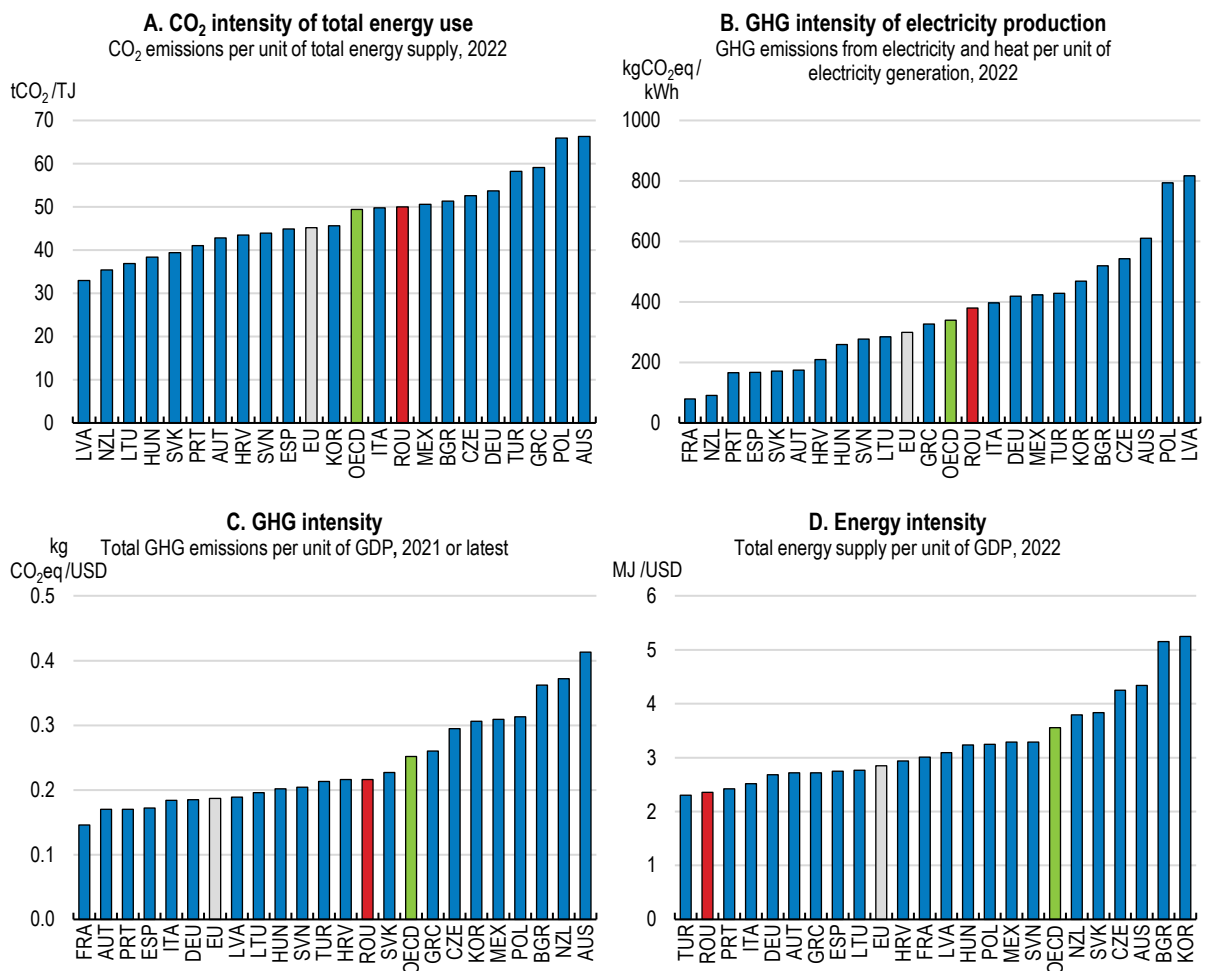 A. CO₂ intensity of total energy use
CO₂ emissions per unit of total energy supply, 2022
tCO₂ /TJ
70
60
50
40
30
20
10
0
LVA NZL LTU HUN SVK PRT AUT HRV SVN ESP EU KOR OECD ITA ROU MEX BGR CZE DEU TUR GRC POL AUS
B. GHG intensity of electricity production
GHG emissions from electricity and heat per unit of
electricity generation, 2022
kgCO₂eq /
kWh
1000
800
600
400
200
0
FRA NZL PRT ESP SVK AUT HRV HUN SVN LTU EU GRC OECD ROU ITA DEU MEX TUR KOR BGR CZE AUS POL LVA
C. GHG intensity
Total GHG emissions per unit of GDP, 2021 or latest
kg
CO₂eq /USD
0.5
0.4
0.3
0.2
0.1
0.0
FRA AUT PRT ESP ITA DEU EU LVA LTU HUN SVN TUR HRV ROU SVK OECD GRC CZE KOR MEX POL BGR NZL AUS
D. Energy intensity
Total energy supply per unit of GDP, 2022
MJ /USD
6
5
4
3
2
1
0
TUR ROU PRT ITA DEU AUT GRC ESP LTU EU HRV FRA LVA HUN POL MEX SVN OECD NZL SVK CZE AUS BGR KOR